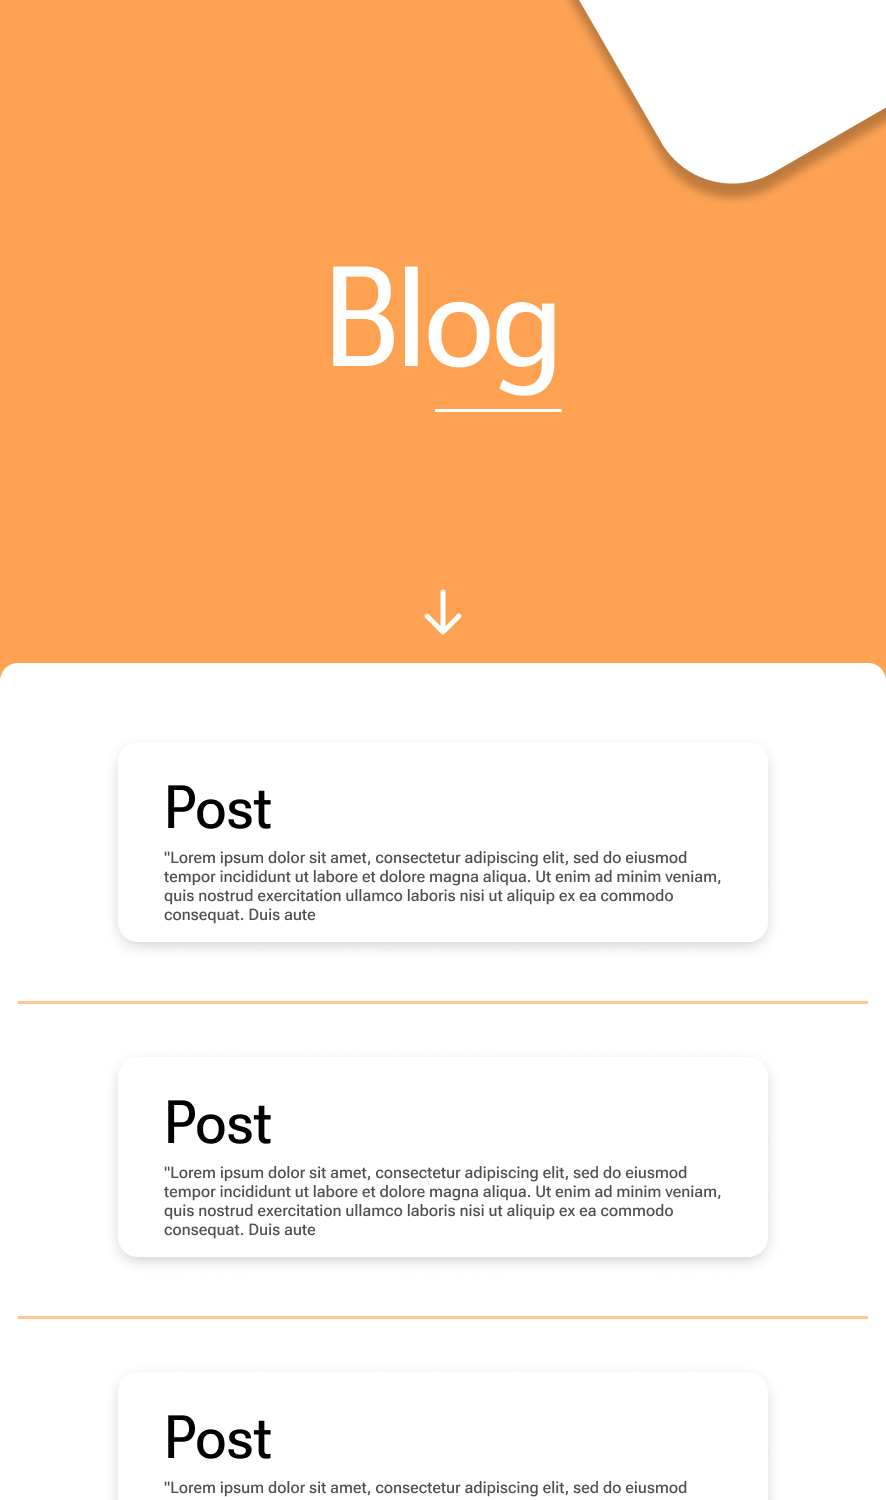 Blog
Post
"Lorem ipsum dolor sit amet, consectetur adipiscing elit, sed do eiusmod
tempor incididunt ut labore et dolore magna aliqua. Ut enim ad minim veniam,
quis nostrud exercitation ullamco laboris nisi ut aliquip ex ea commodo
consequat. Duis aute
Post
"Lorem ipsum dolor sit amet, consectetur adipiscing elit, sed do eiusmod
tempor incididunt ut labore et dolore magna aliqua. Ut enim ad minim veniam,
quis nostrud exercitation ullamco laboris nisi ut aliquip ex ea commodo
consequat. Duis aute
Post
"Lorem ipsum dolor sit amet, consectetur adipiscing elit, sed do eiusmod